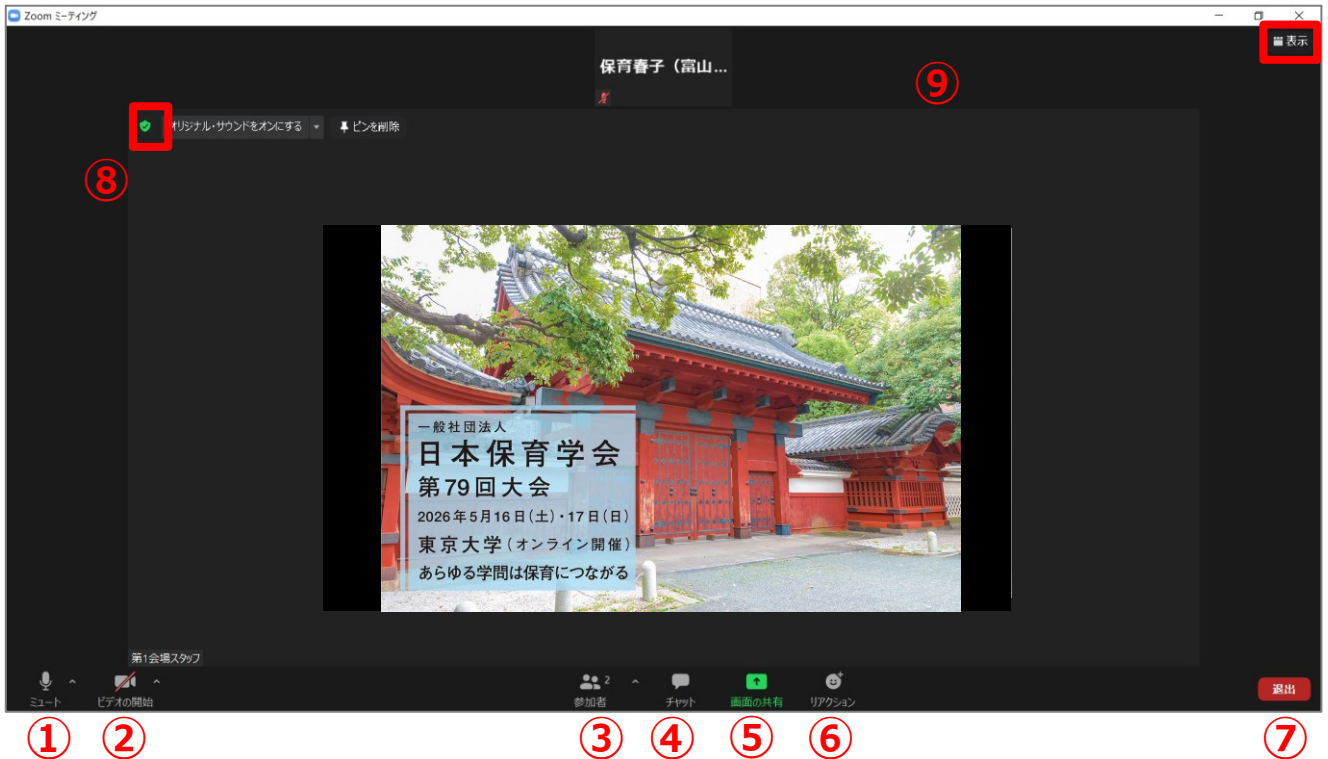 Zoom ミーティング
表示
保育春子（富山...
⑨
オリジナル・サウンドをオンにする
ピンを削除
⑧
一般社団法人
日本保育学会
第79回大会
2026年5月16日(土)・17日(日)
東京大学(オンライン開催)
あらゆる学問は保育につながる
第1会場スタッフ
2
ミュート ビデオの開始 参加者 チャット 画面の共有 リアクション 退出
① ② ③ ④ ⑤ ⑥ ⑦